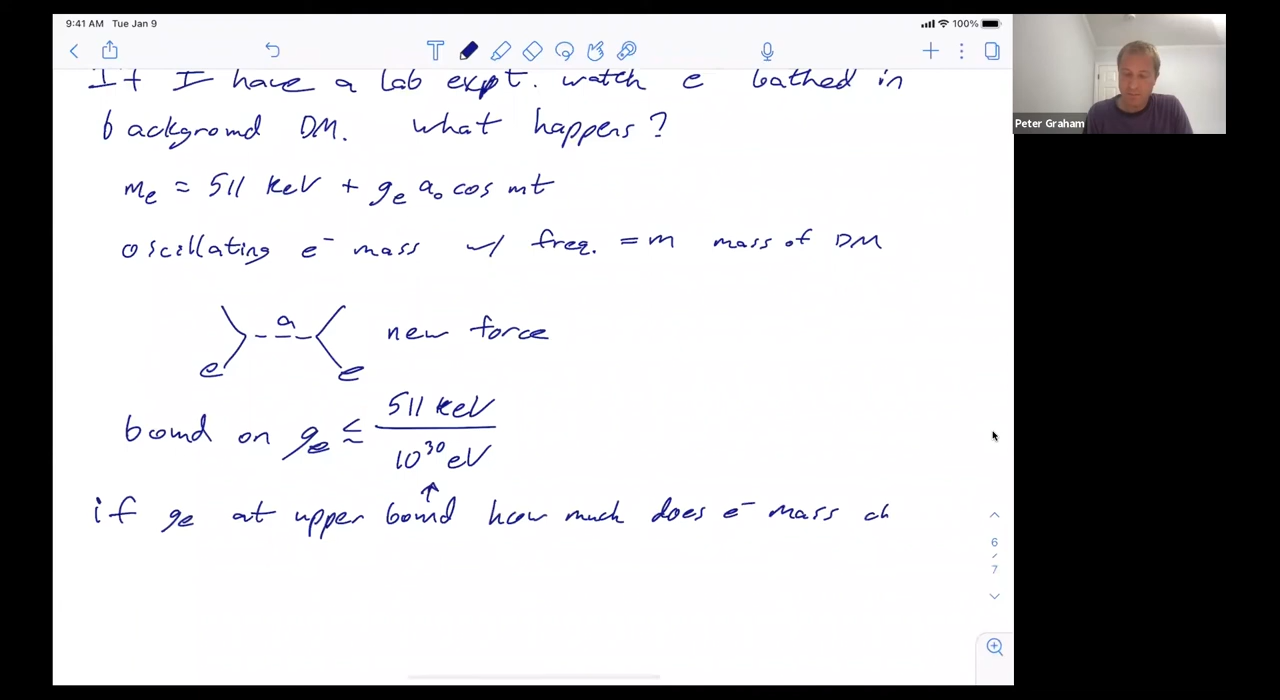 9:41 AM Tue Jan 9
100%
If I have a lab expt. watch e bathed in
background DM. what happens?
Peter Graham
me = 511 keV + ge a₀ cos mt
oscillating e⁻ mass w/ freq. = m mass of DM
a
new force
e e
bound on ge ≲ 511 keV / 10³⁰ eV
↑
if ge at upper bound how much does e⁻ mass ch
6
/
7